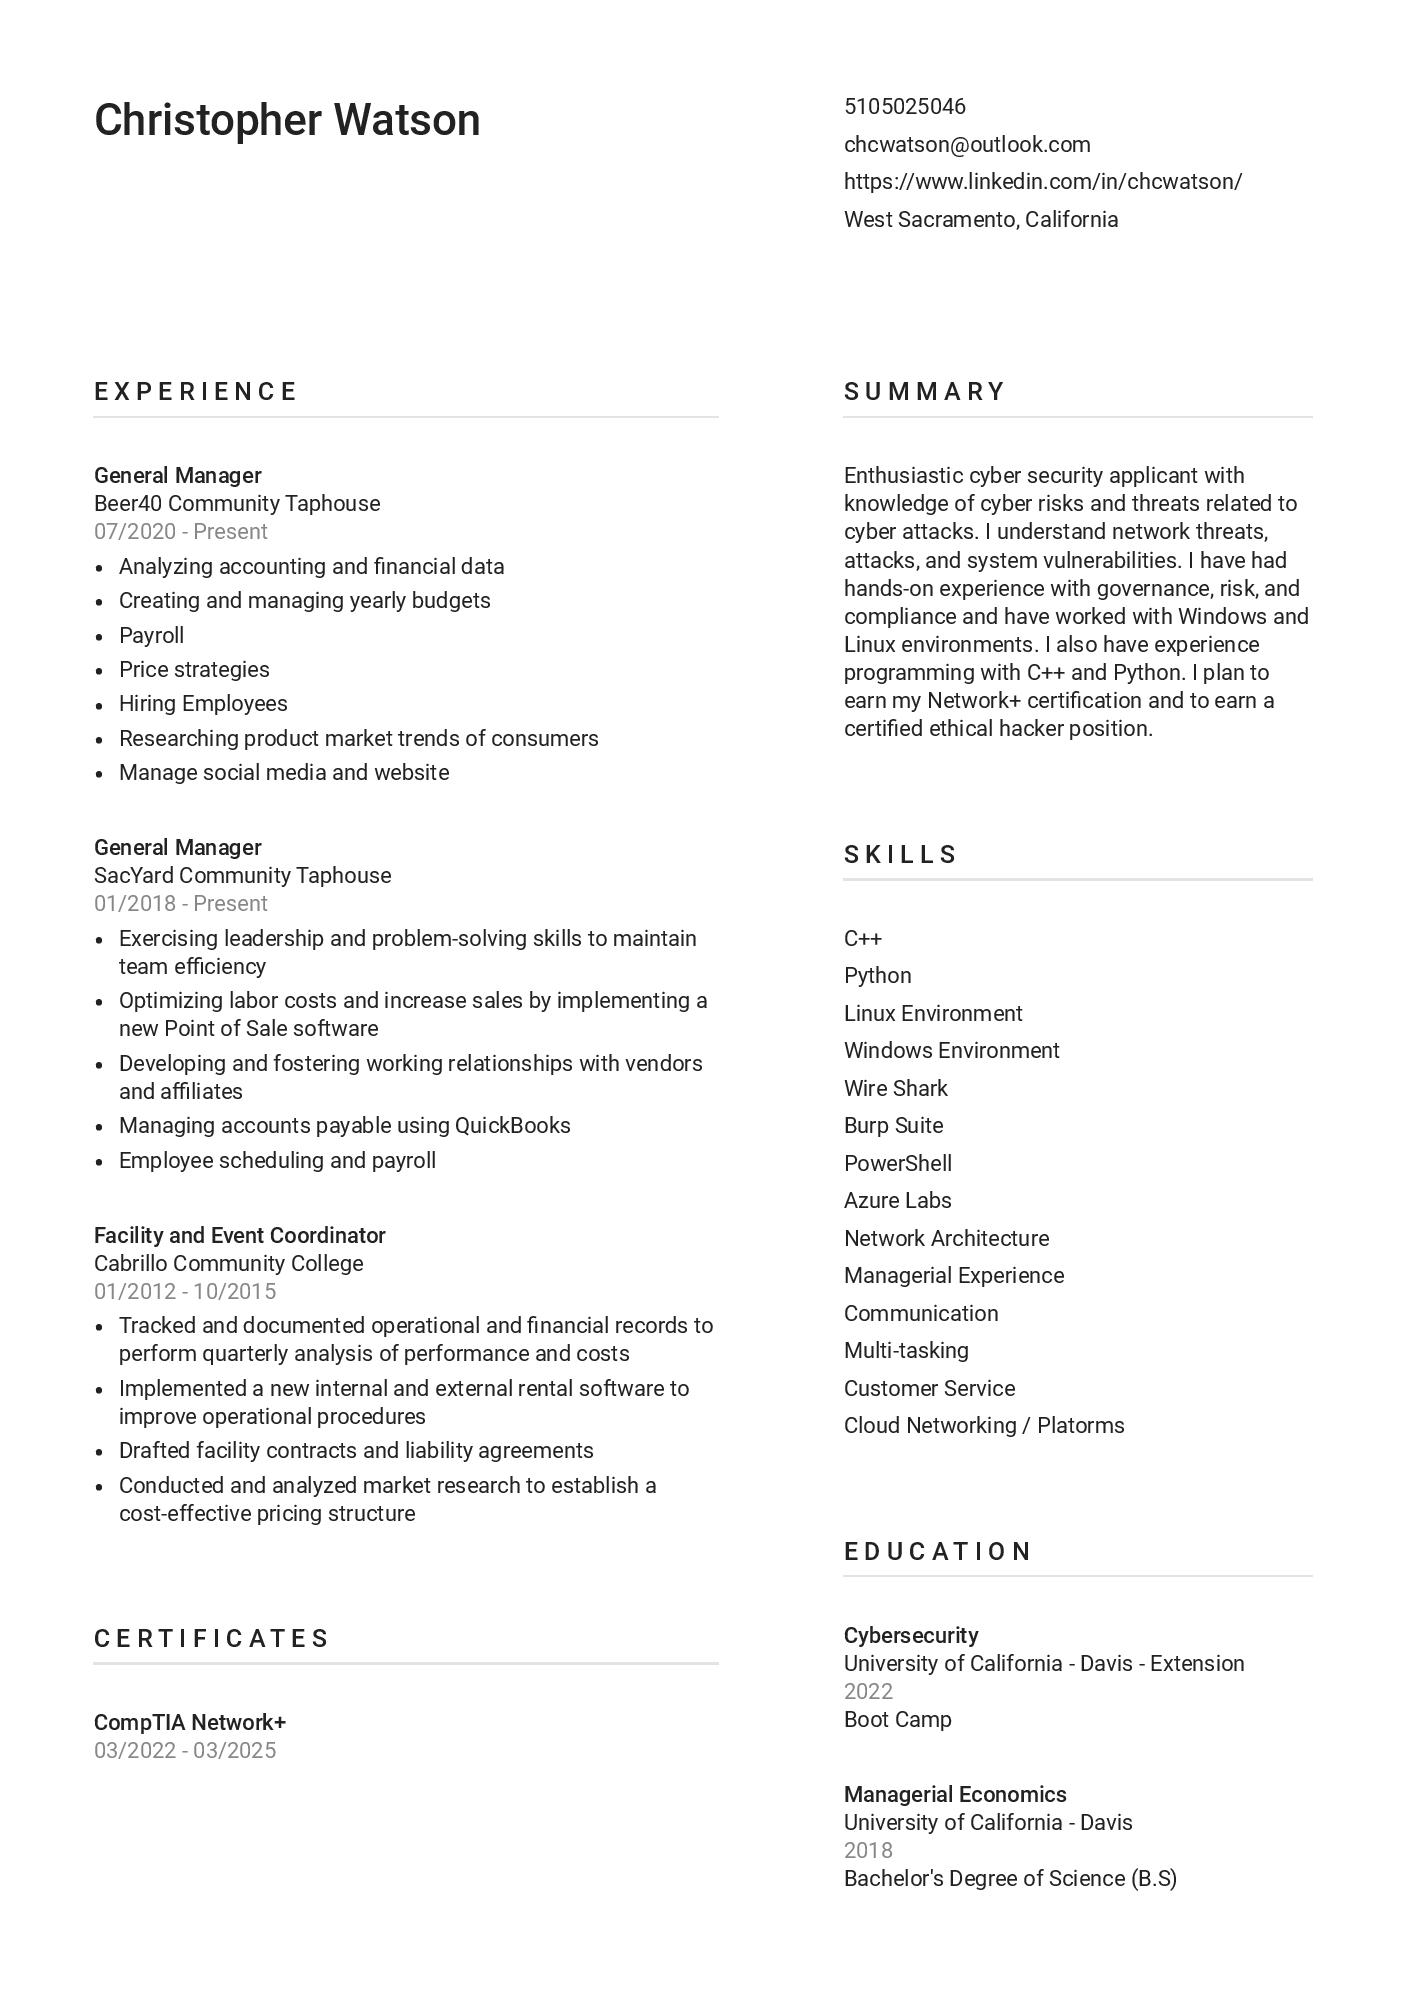 Christopher Watson
5105025046
chcwatson@outlook.com
https://www.linkedin.com/in/chcwatson/
West Sacramento, California
EXPERIENCE
General Manager
Beer40 Community Taphouse
07/2020 - Present
• Analyzing accounting and financial data
• Creating and managing yearly budgets
• Payroll
• Price strategies
• Hiring Employees
• Researching product market trends of consumers
• Manage social media and website
General Manager
SacYard Community Taphouse
01/2018 - Present
• Exercising leadership and problem-solving skills to maintain
team efficiency
• Optimizing labor costs and increase sales by implementing a
new Point of Sale software
• Developing and fostering working relationships with vendors
and affiliates
• Managing accounts payable using QuickBooks
• Employee scheduling and payroll
Facility and Event Coordinator
Cabrillo Community College
01/2012 - 10/2015
• Tracked and documented operational and financial records to
perform quarterly analysis of performance and costs
• Implemented a new internal and external rental software to
improve operational procedures
• Drafted facility contracts and liability agreements
• Conducted and analyzed market research to establish a
cost-effective pricing structure
CERTIFICATES
CompTIA Network+
03/2022 - 03/2025
SUMMARY
Enthusiastic cyber security applicant with
knowledge of cyber risks and threats related to
cyber attacks. I understand network threats,
attacks, and system vulnerabilities. I have had
hands-on experience with governance, risk, and
compliance and have worked with Windows and
Linux environments. I also have experience
programming with C++ and Python. I plan to
earn my Network+ certification and to earn a
certified ethical hacker position.
SKILLS
C++
Python
Linux Environment
Windows Environment
Wire Shark
Burp Suite
PowerShell
Azure Labs
Network Architecture
Managerial Experience
Communication
Multi-tasking
Customer Service
Cloud Networking / Platorms
EDUCATION
Cybersecurity
University of California - Davis - Extension
2022
Boot Camp
Managerial Economics
University of California - Davis
2018
Bachelor's Degree of Science (B.S)